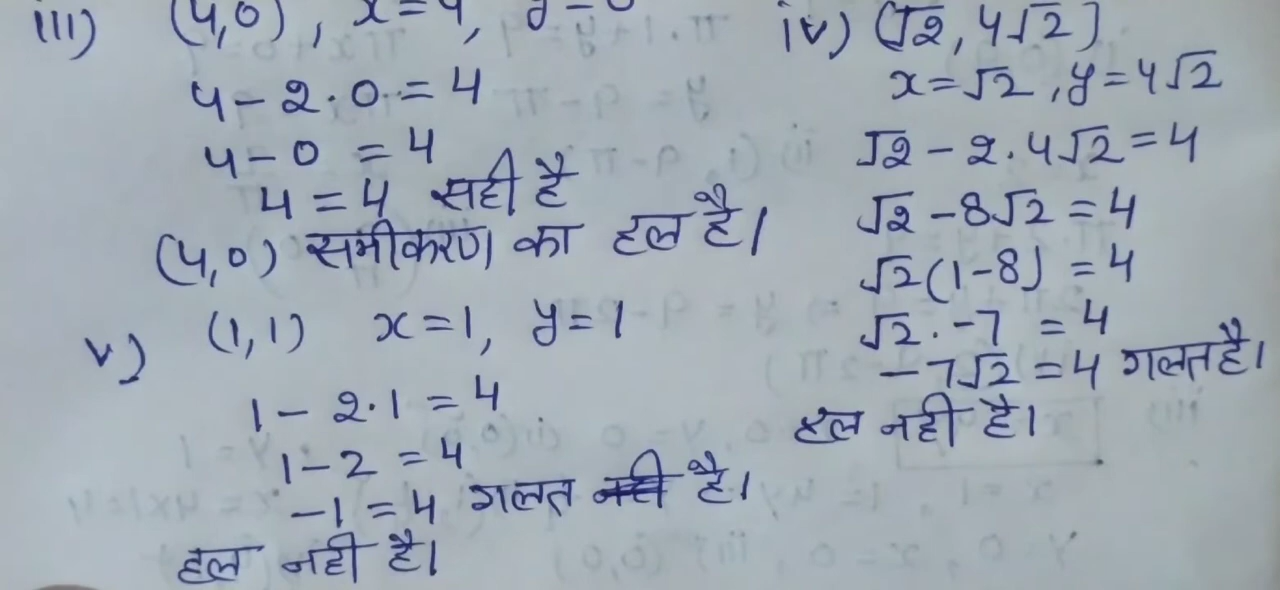 iii) (4,0), x=4, y=0
4-2·0=4
4-0=4
4=4 सही है
(4,0) समीकरण का हल है।
v) (1,1) x=1, y=1
1-2·1=4
1-2=4
-1=4 गलत है।
हल नही है।
iv) (√2, 4√2)
x=√2, y=4√2
√2-2·4√2=4
√2-8√2=4
√2(1-8)=4
√2·-7=4
-7√2=4 गलत है।
हल नही है।